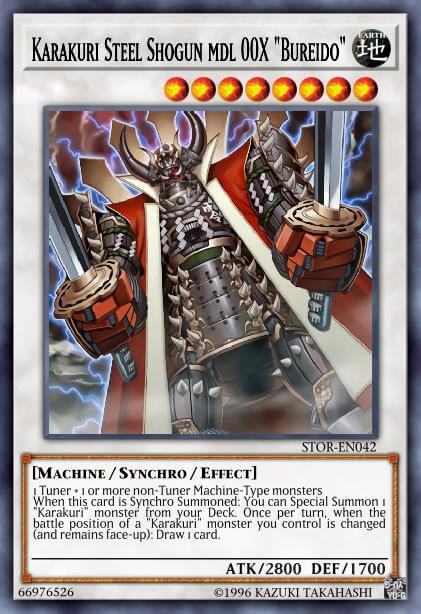 KARAKURI STEEL SHOGUN MDL 00X "BUREIDO"
EARTH
地
STOR-EN042
[MACHINE / SYNCHRO / EFFECT]
1 Tuner + 1 or more non-Tuner Machine-Type monsters
When this card is Synchro Summoned: You can Special Summon 1
"Karakuri" monster from your Deck. Once per turn, when the
battle position of a "Karakuri" monster you control is changed
(and remains face-up): Draw 1 card.
ATK/2800 DEF/1700
66976526
©1996 KAZUKI TAKAHASHI